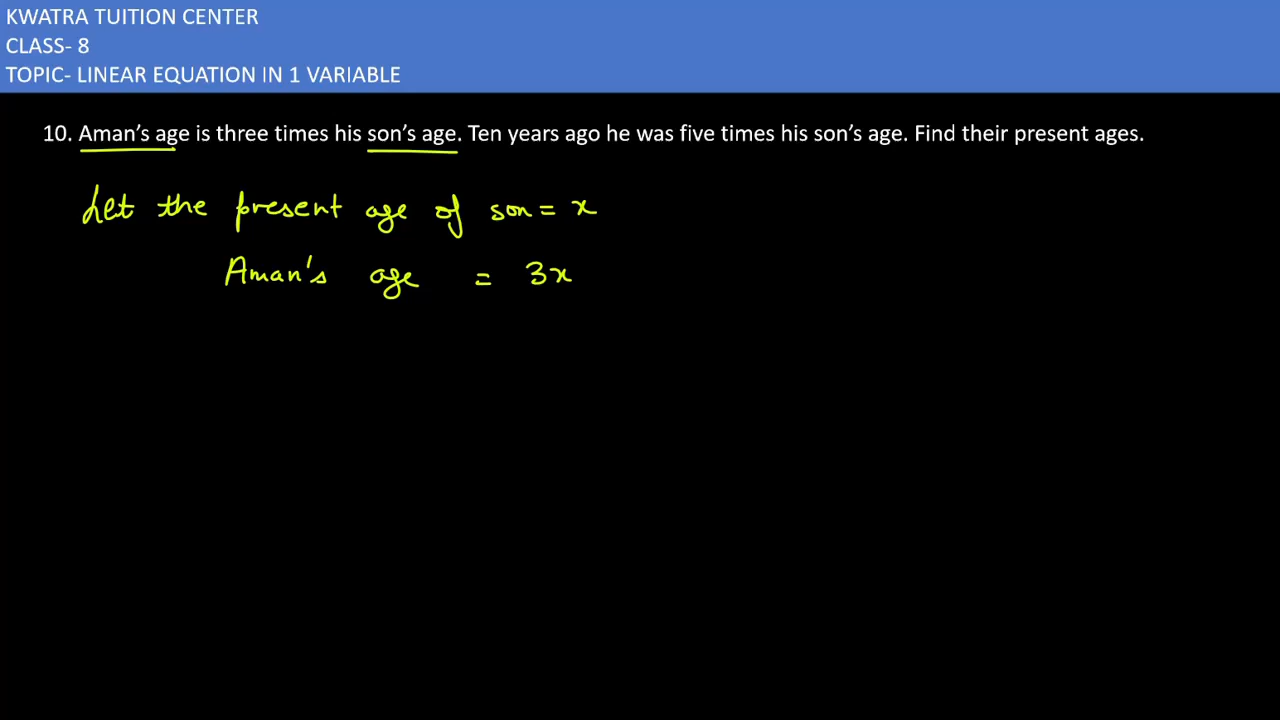 KWATRA TUITION CENTER
CLASS- 8
TOPIC- LINEAR EQUATION IN 1 VARIABLE
10. Aman’s age is three times his son’s age. Ten years ago he was five times his son’s age. Find their present ages.
Let the present age of son = x
Aman's age = 3x